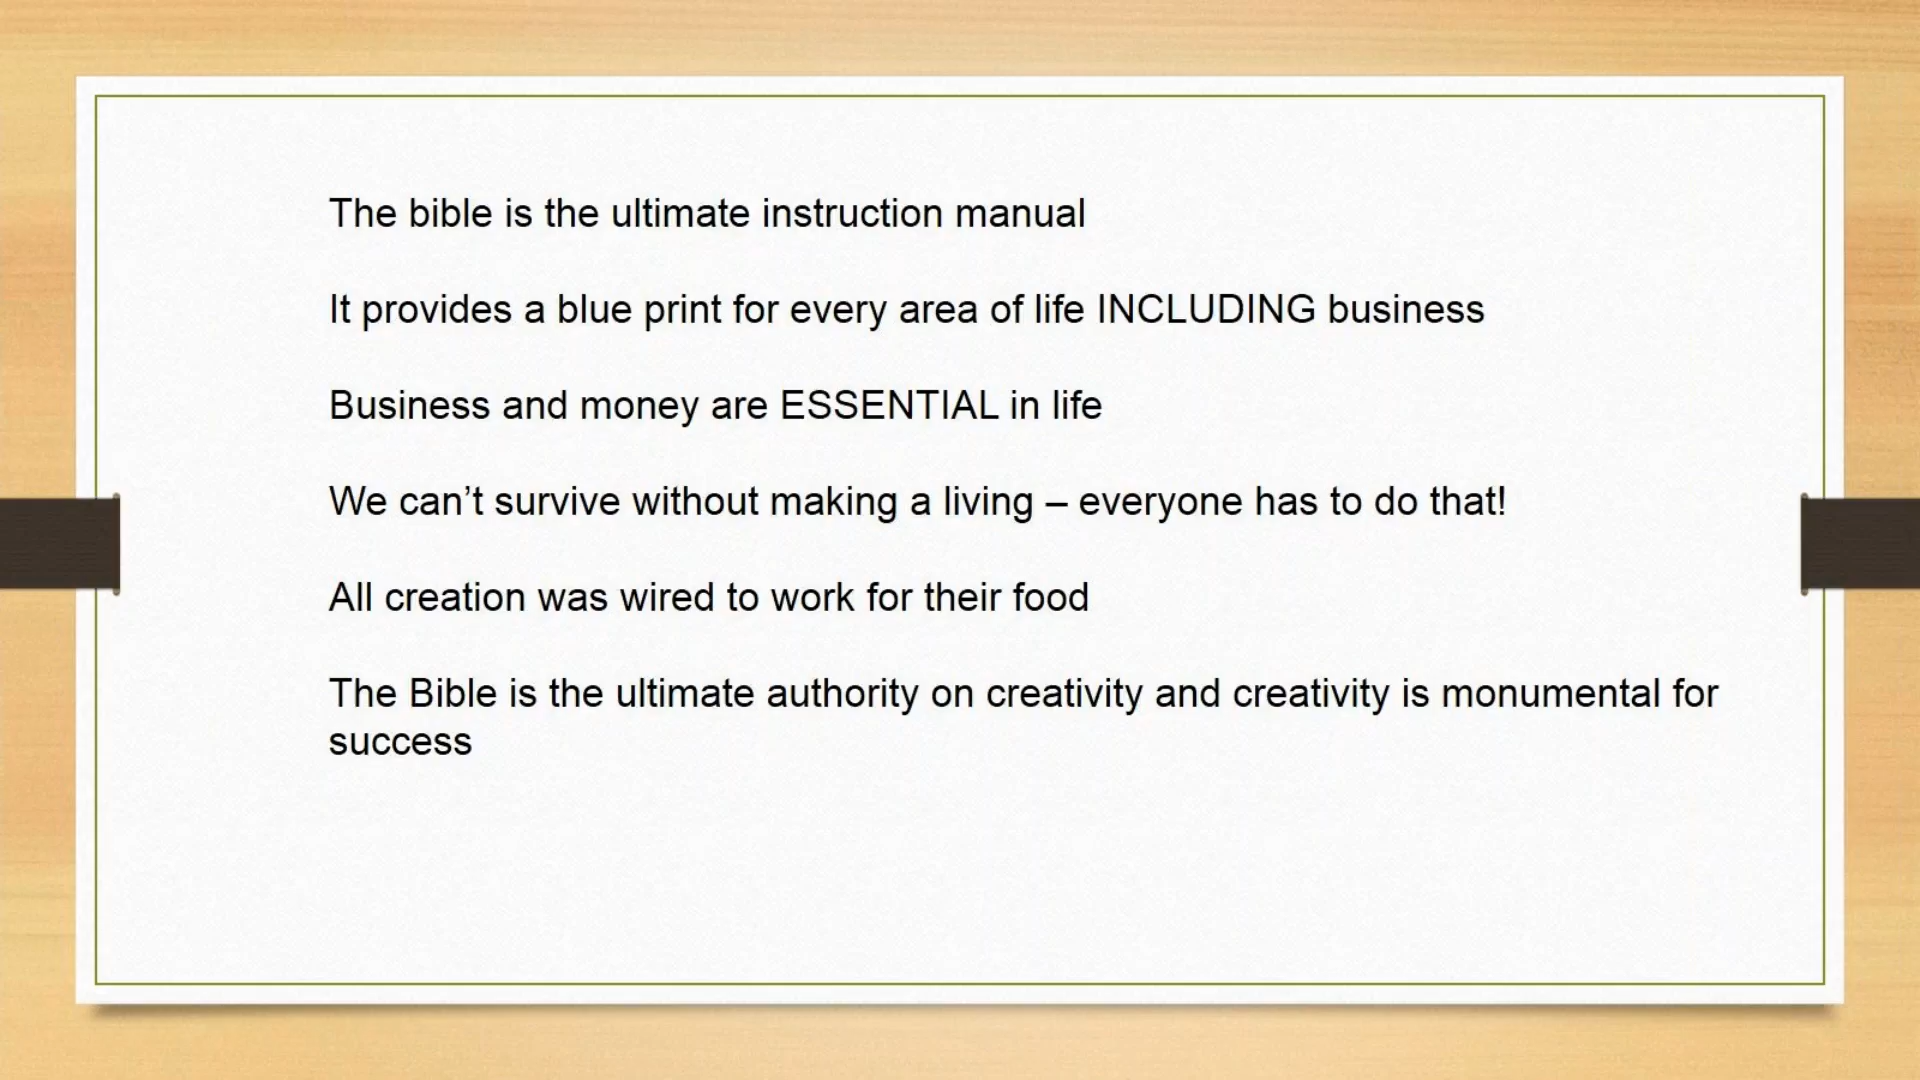 The bible is the ultimate instruction manual
It provides a blue print for every area of life INCLUDING business
Business and money are ESSENTIAL in life
We can’t survive without making a living – everyone has to do that!
All creation was wired to work for their food
The Bible is the ultimate authority on creativity and creativity is monumental for
success